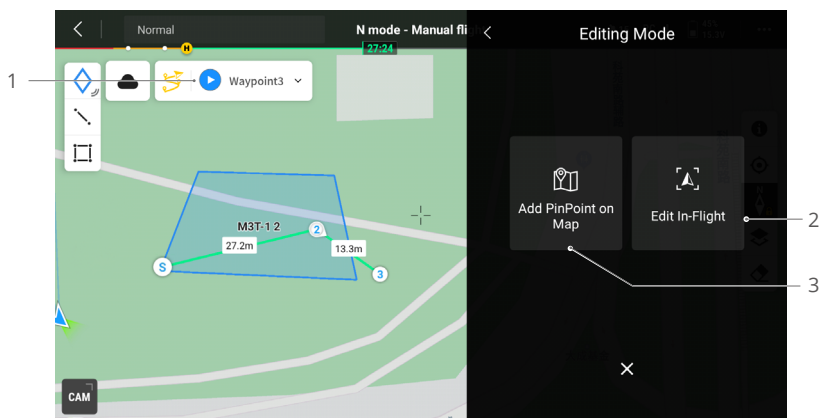 Normal
N mode - Manual fli
Editing Mode
H
27:24
1
Waypoint3
Add PinPoint on
Map
Edit In-Flight
2
M3T-1 2
27.2m
2
13.3m
S
3
3
CAM